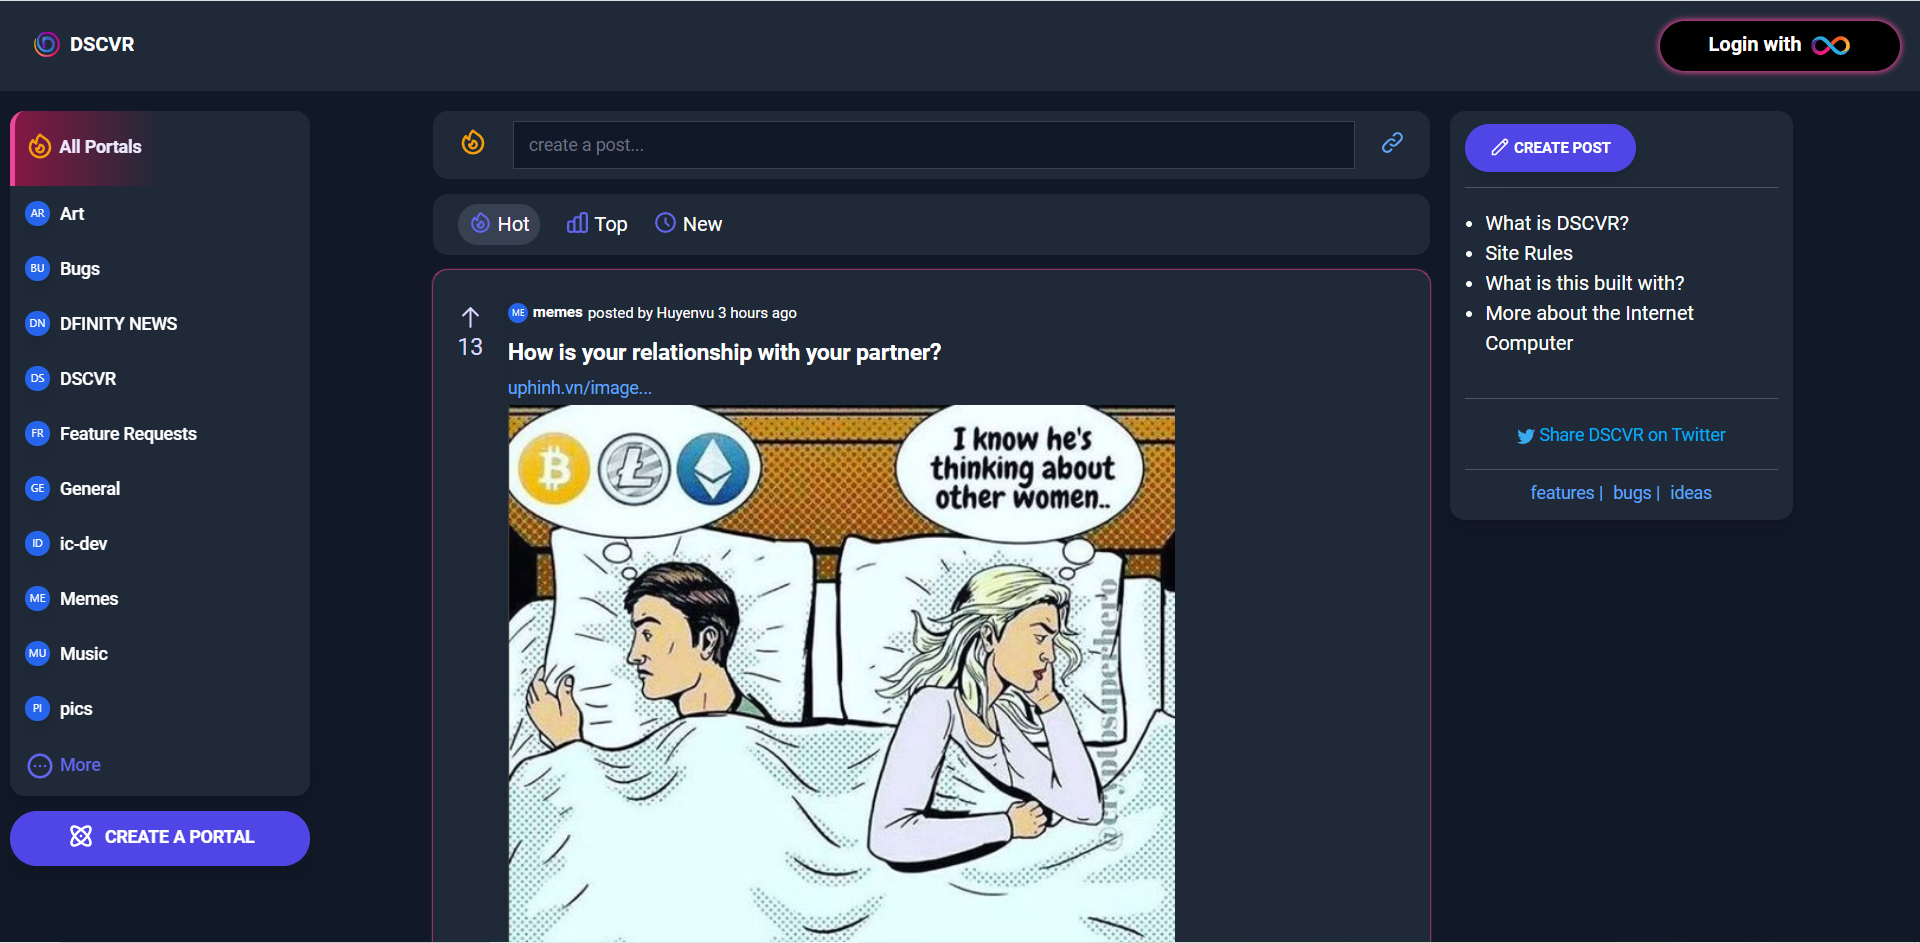 DSCVR
Login with
All Portals
AR Art
BU Bugs
DN DFINITY NEWS
DS DSCVR
FR Feature Requests
GE General
ID ic-dev
ME Memes
MU Music
PI pics
More
CREATE A PORTAL
create a post...
Hot Top New
13
ME memes posted by Huyenvu 3 hours ago
How is your relationship with your partner?
uphinh.vn/image...
I know he's
thinking about
other women..
@cryptosuperhero
CREATE POST
• What is DSCVR?
• Site Rules
• What is this built with?
• More about the Internet
Computer
Share DSCVR on Twitter
features | bugs | ideas